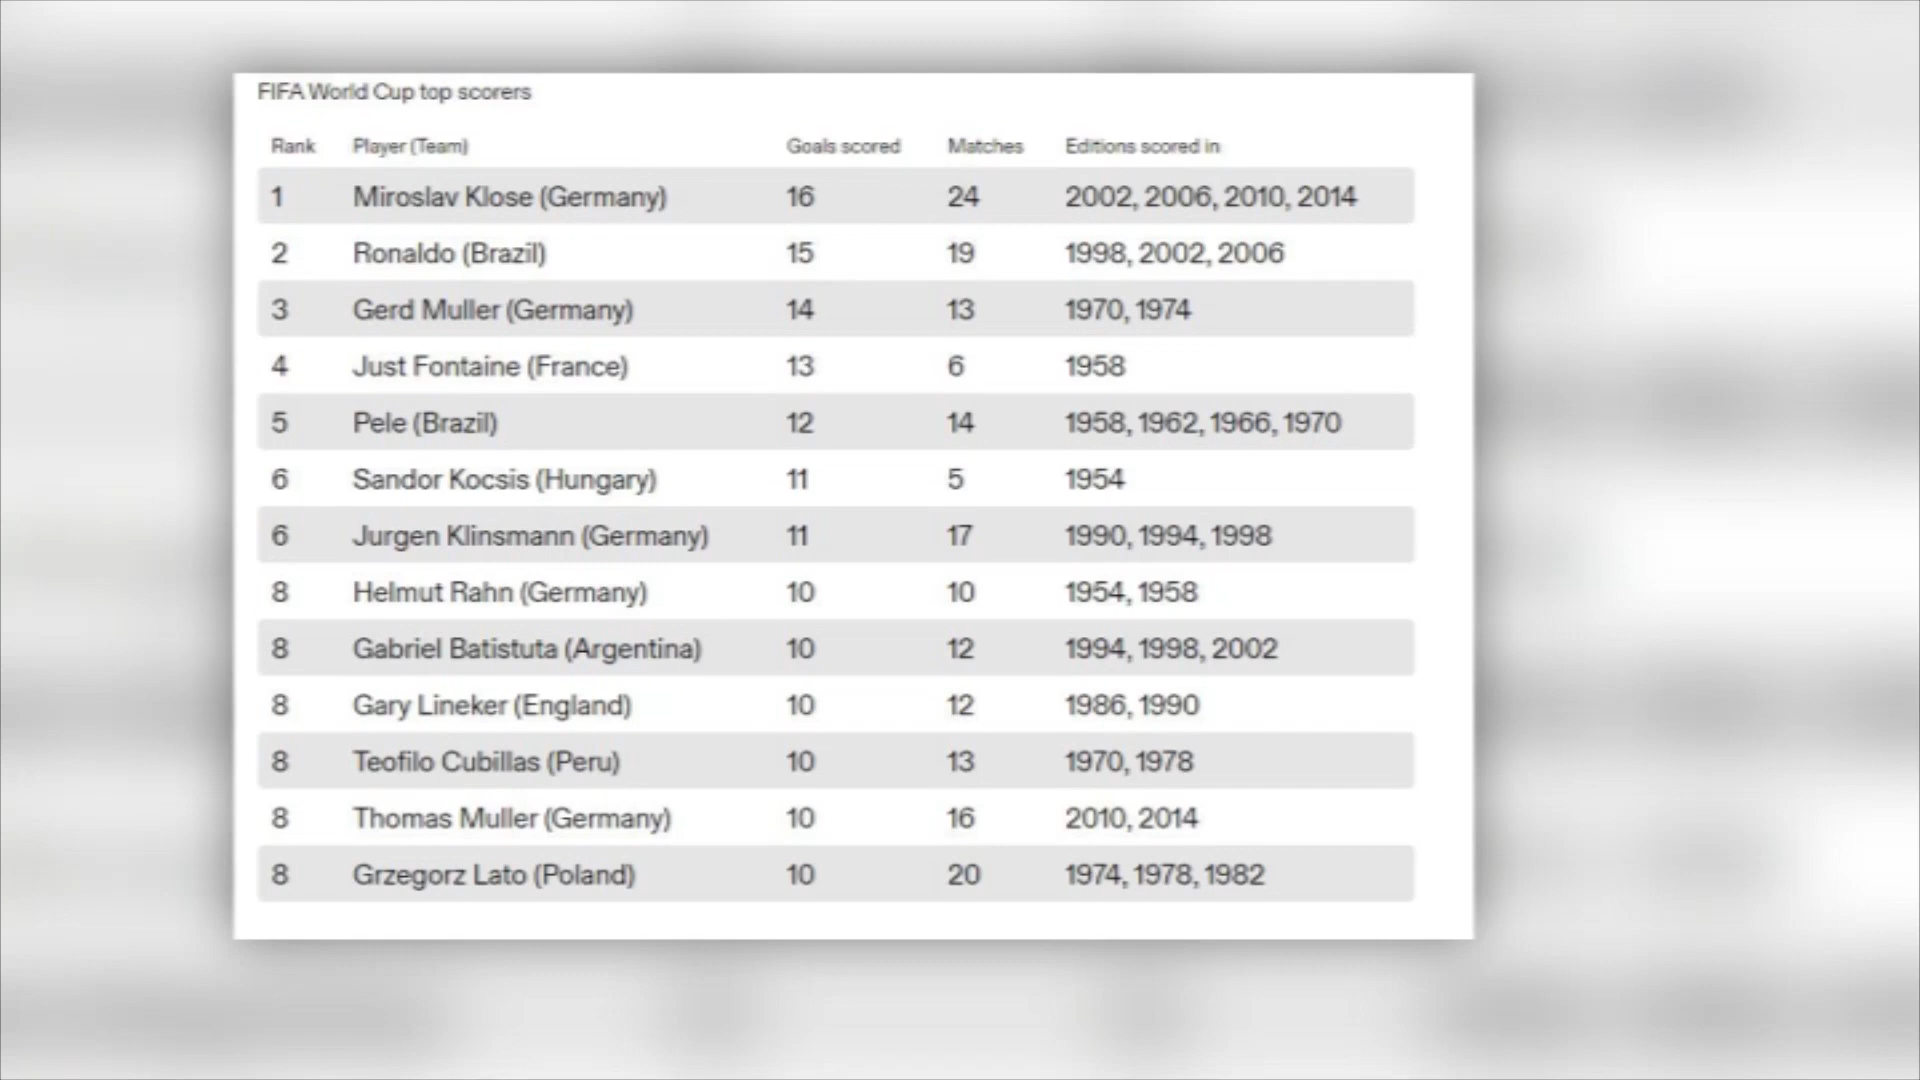 FIFA World Cup top scorers
Rank Player (Team) Goals scored Matches Editions scored in
1 Miroslav Klose (Germany) 16 24 2002, 2006, 2010, 2014
2 Ronaldo (Brazil) 15 19 1998, 2002, 2006
3 Gerd Muller (Germany) 14 13 1970, 1974
4 Just Fontaine (France) 13 6 1958
5 Pele (Brazil) 12 14 1958, 1962, 1966, 1970
6 Sandor Kocsis (Hungary) 11 5 1954
6 Jurgen Klinsmann (Germany) 11 17 1990, 1994, 1998
8 Helmut Rahn (Germany) 10 10 1954, 1958
8 Gabriel Batistuta (Argentina) 10 12 1994, 1998, 2002
8 Gary Lineker (England) 10 12 1986, 1990
8 Teofilo Cubillas (Peru) 10 13 1970, 1978
8 Thomas Muller (Germany) 10 16 2010, 2014
8 Grzegorz Lato (Poland) 10 20 1974, 1978, 1982